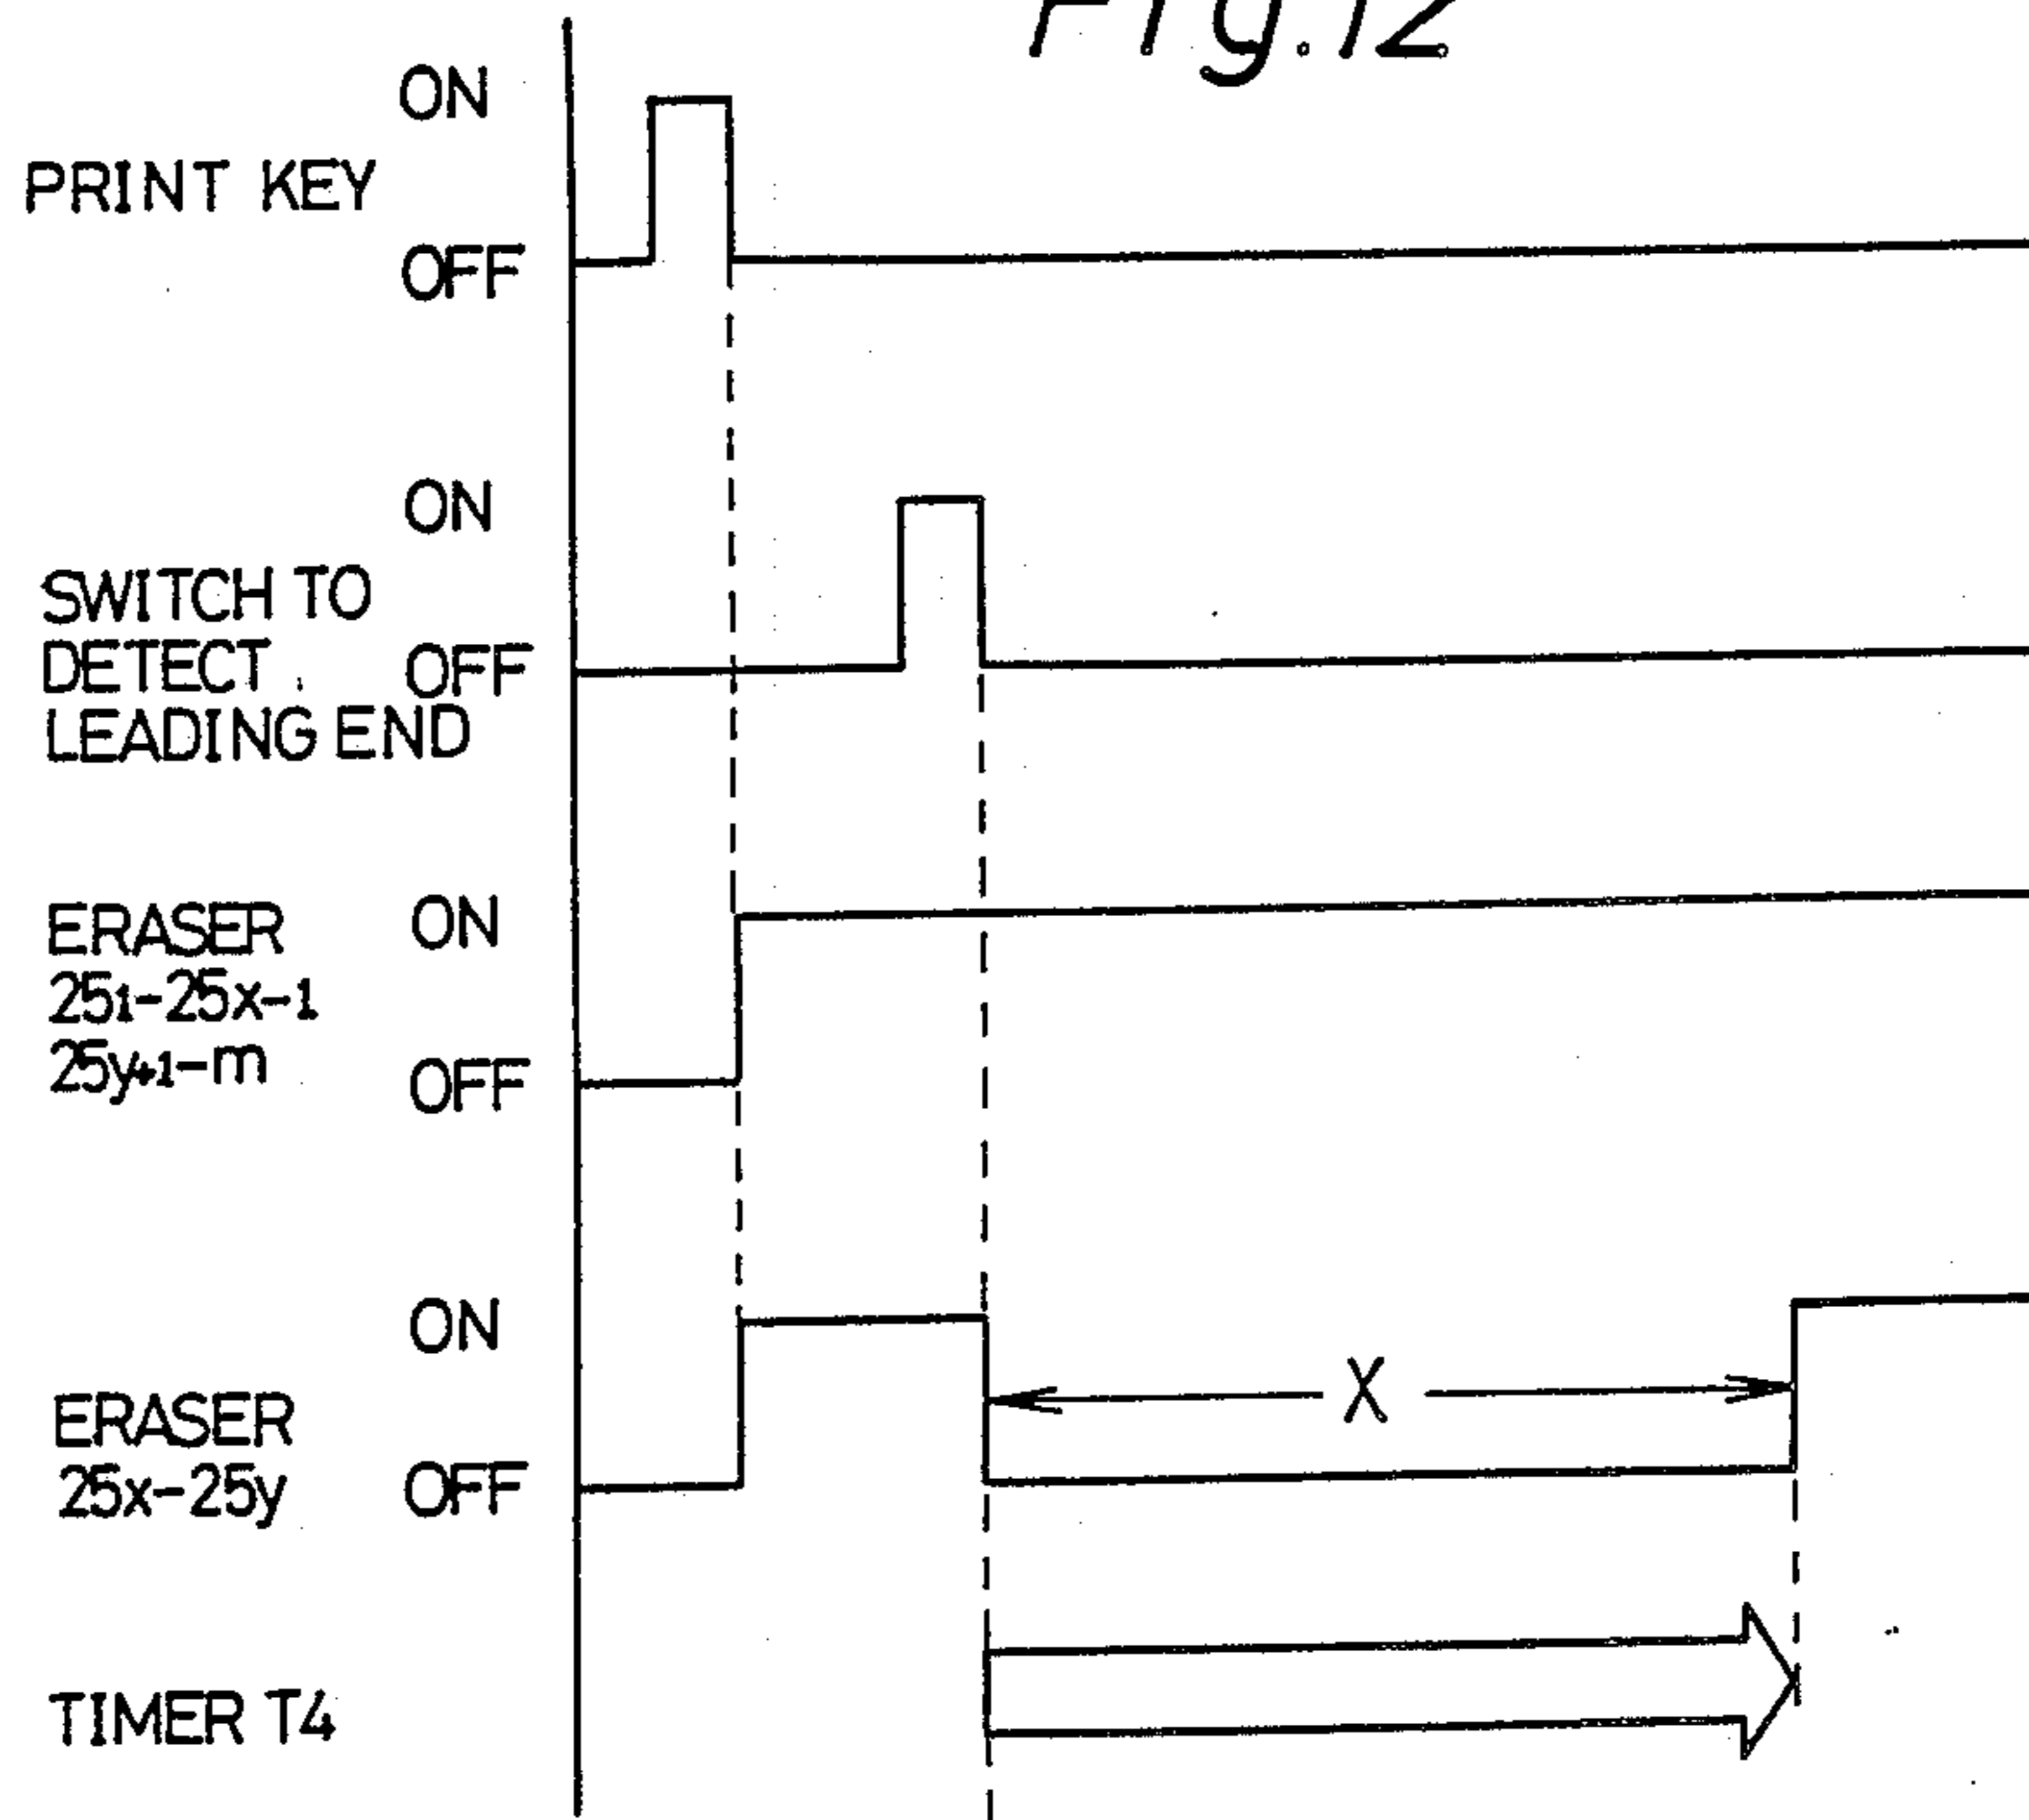 Fig.12
ON
PRINT KEY
OFF
ON
SWITCH TO
DETECT
OFF
LEADING END
ERASER
ON
251-25x-1
25y+1-m
OFF
ON
X
ERASER
25x-25y
OFF
TIMER T4